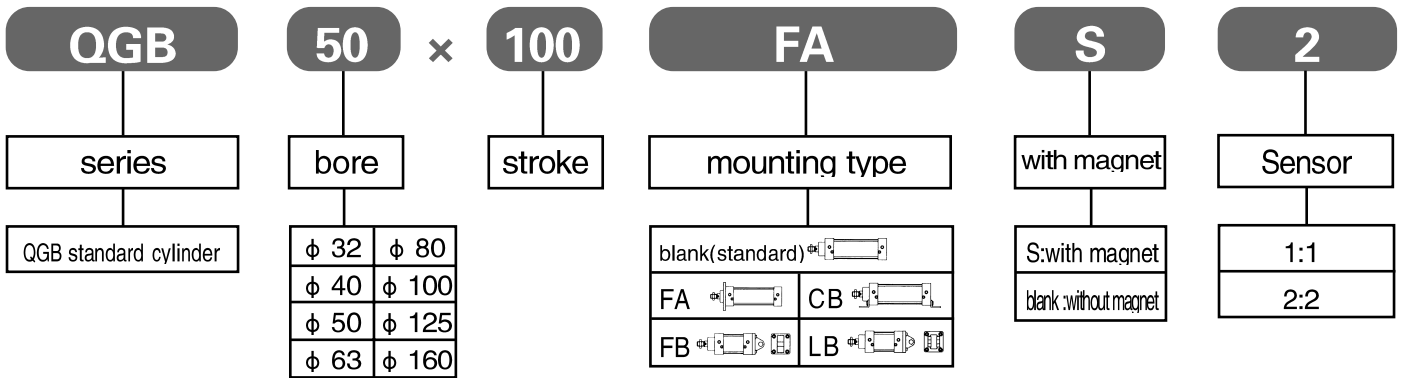 QGB 50 × 100 FA S 2
series bore stroke mounting type with magnet Sensor
QGB standard cylinder
ϕ 32 ϕ 80
ϕ 40 ϕ 100
ϕ 50 ϕ 125
ϕ 63 ϕ 160
blank(standard)
FA CB
FB LB
S:with magnet
blank :without magnet
1:1
2:2